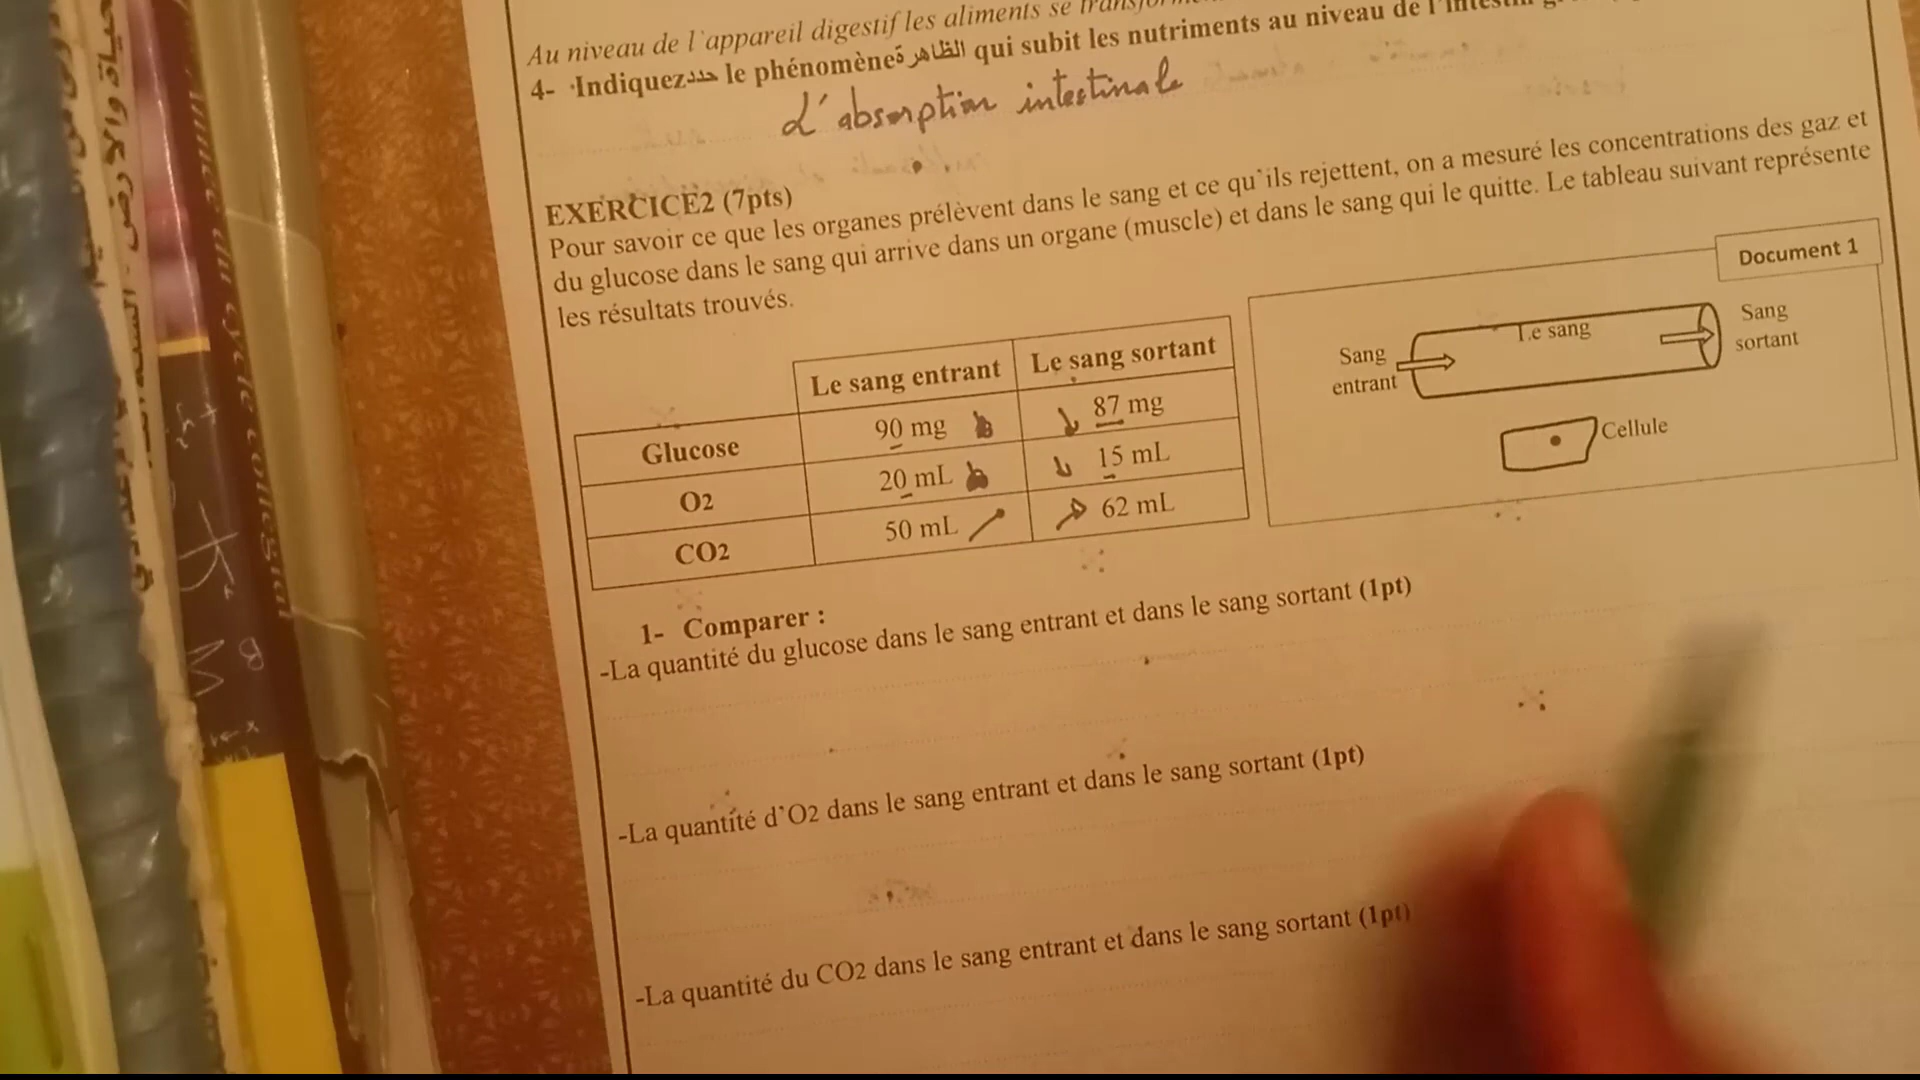 Au niveau de l'appareil digestif les aliments se
4- Indiquez حدد le phénomène الظاهرة qui subit les nutriments au niveau de
L'absorption intestinale
EXERCICE2 (7pts)
Pour savoir ce que les organes prélèvent dans le sang et ce qu`ils rejettent, on a mesuré les concentrations des gaz et
du glucose dans le sang qui arrive dans un organe (muscle) et dans le sang qui le quitte. Le tableau suivant représente
les résultats trouvés.
Le sang entrant Le sang sortant
Glucose 90 mg 87 mg
O2 20 mL 15 mL
CO2 50 mL 62 mL
Document 1
Sang entrant
Le sang
Sang sortant
Cellule
1- Comparer :
-La quantité du glucose dans le sang entrant et dans le sang sortant (1pt)
-La quantité d`O2 dans le sang entrant et dans le sang sortant (1pt)
-La quantité du CO2 dans le sang entrant et dans le sang sortant (1pt)